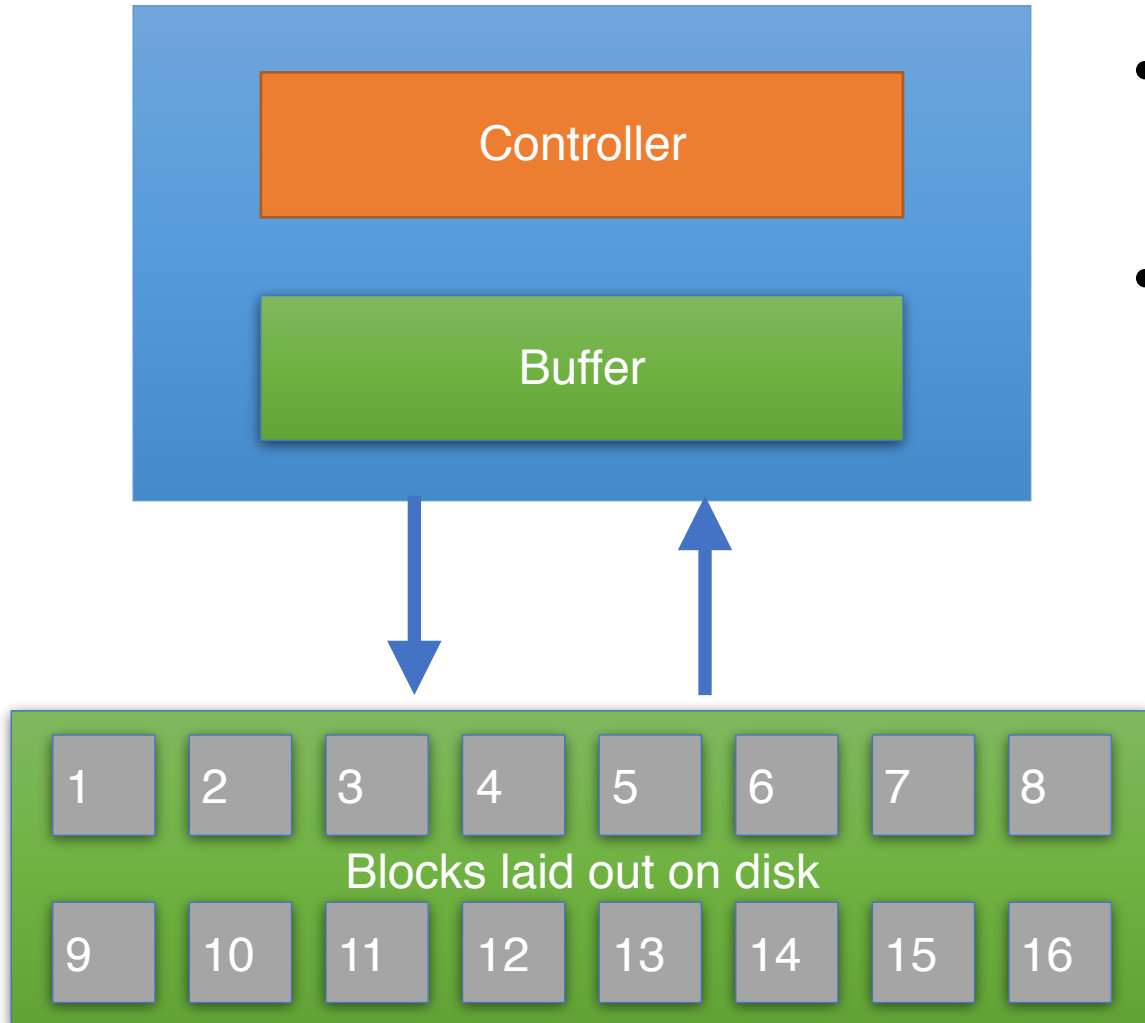 Controller
Buffer
1 2 3 4 5 6 7 8
Blocks laid out on disk
9 10 11 12 13 14 15 16